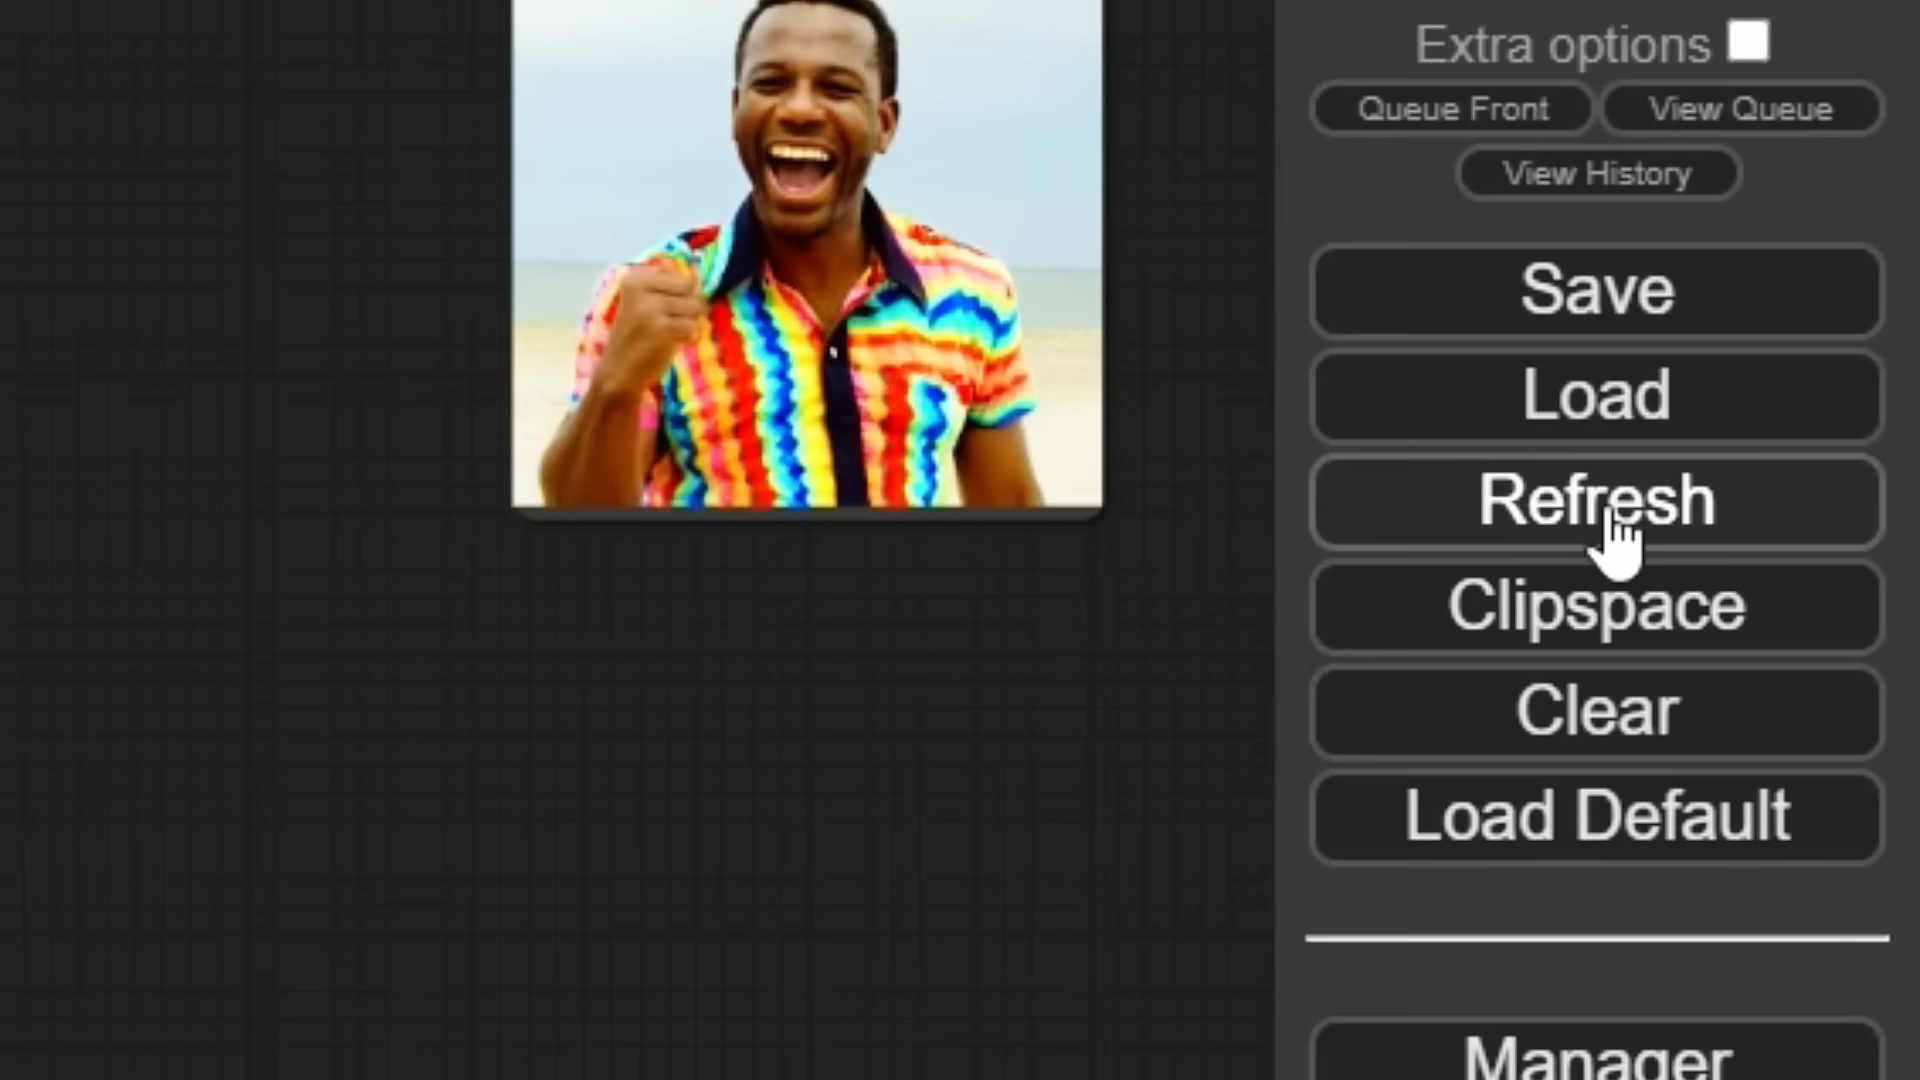 Extra options
Queue Front View Queue
View History
Save
Load
Refresh
Clipspace
Clear
Load Default
Manager